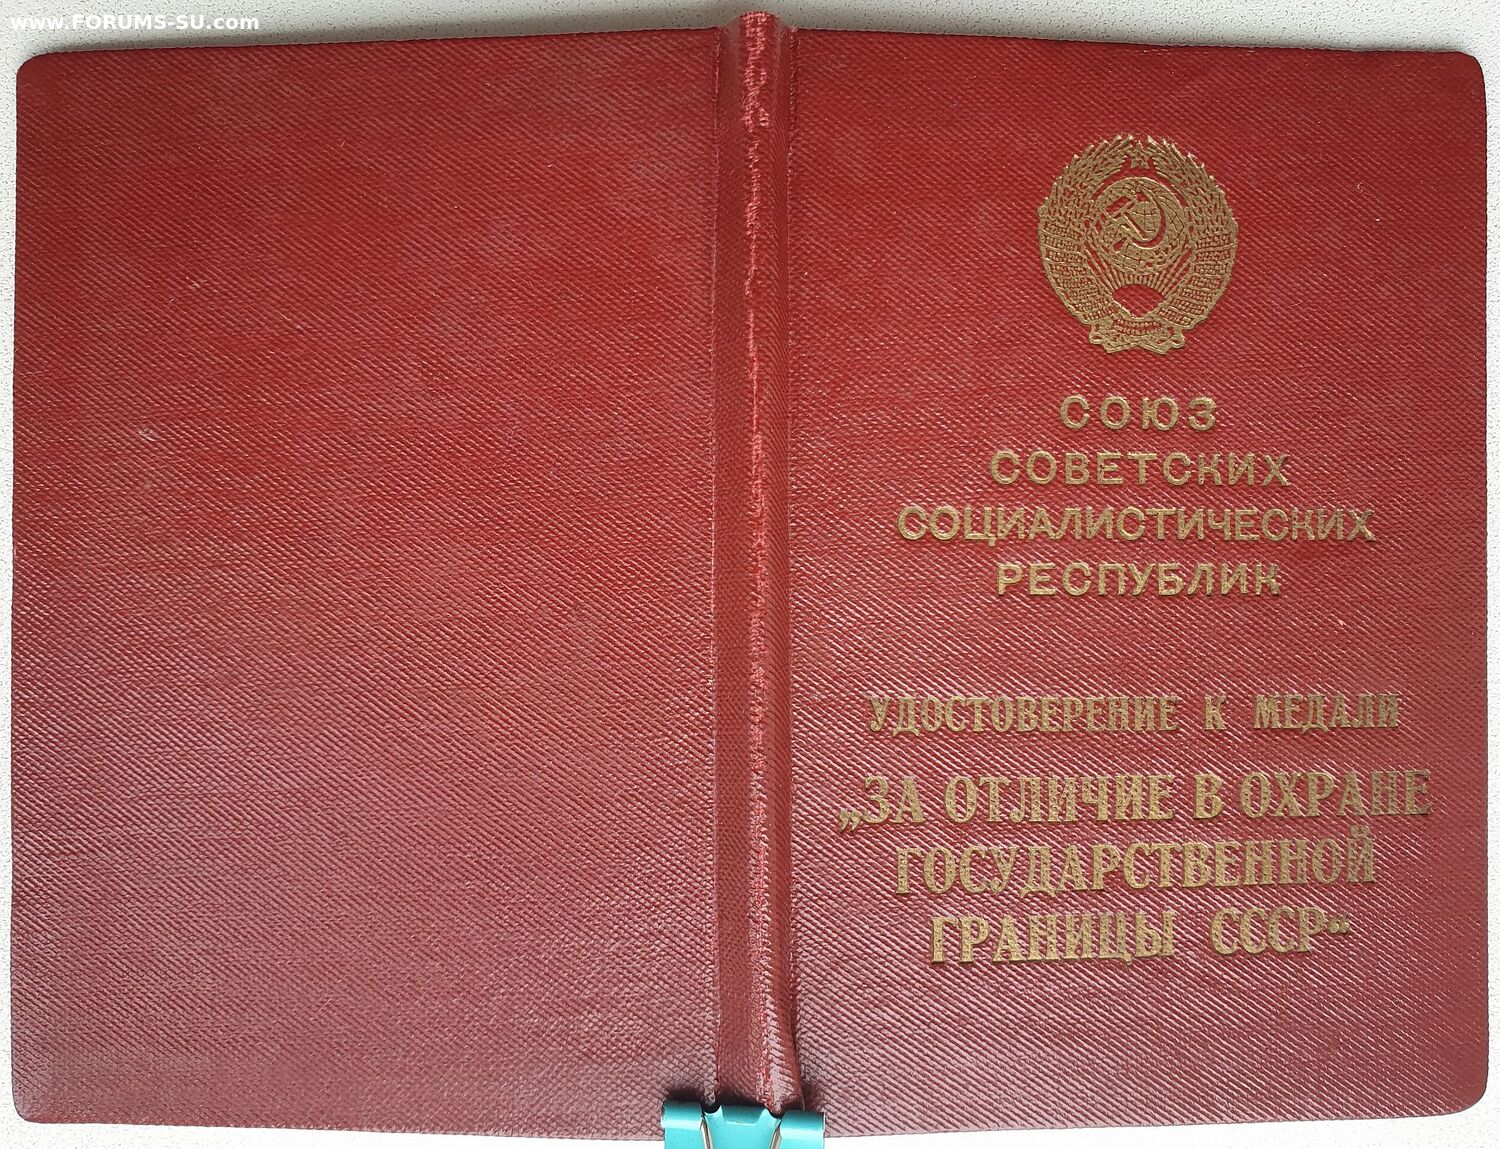 www.FORUMS-SU.com
СОЮЗ
СОВЕТСКИХ
СОЦИАЛИСТИЧЕСКИХ
РЕСПУБЛИК
УДОСТОВЕРЕНИЕ К МЕДАЛИ
„ЗА ОТЛИЧИЕ В ОХРАНЕ
ГОСУДАРСТВЕННОЙ
ГРАНИЦЫ СССР“